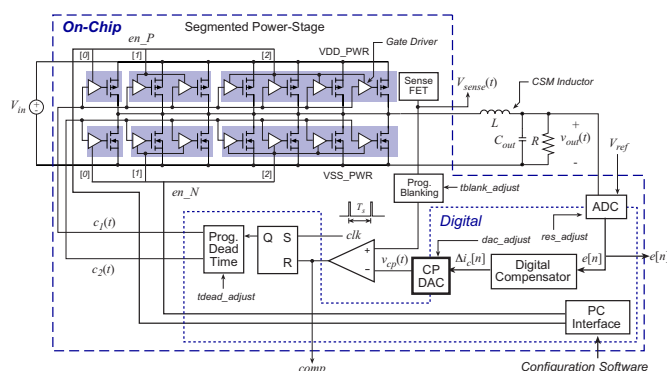 On-Chip
Segmented Power-Stage
en_P
[0]
[1]
[2]
VDD_PWR
Gate Driver
Sense
FET
V_sense(t)
CSM Inductor
V_in
L
C_out
R
+
v_out(t)
-
V_ref
[0]
[1]
[2]
VSS_PWR
en_N
Prog.
Blanking
tblank_adjust
ADC
T_s
Digital
c_1(t)
c_2(t)
Prog.
Dead
Time
Q
S
R
clk
+
−
v_cp(t)
dac_adjust
res_adjust
CP
DAC
Δi_c[n]
Digital
Compensator
e[n]
e[n]
tdead_adjust
PC
Interface
comp
Configuration Software